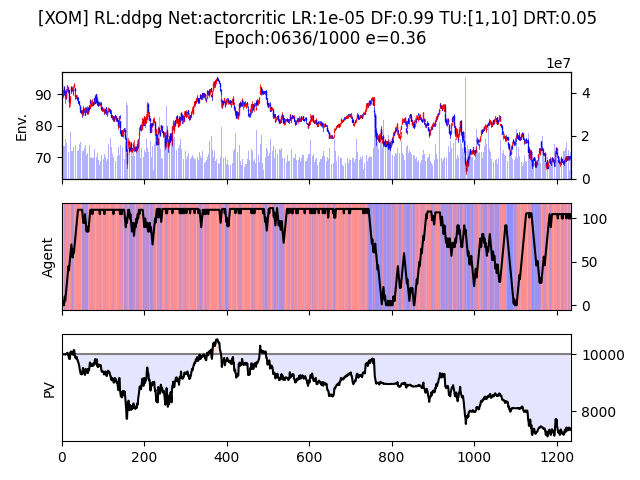 [XOM] RL:ddpg Net:actorcritic LR:1e-05 DF:0.99 TU:[1,10] DRT:0.05
Epoch:0636/1000 e=0.36
1e7
Env.
90
80
70
4
2
0
Agent
100
50
0
PV
10000
8000
0 200 400 600 800 1000 1200